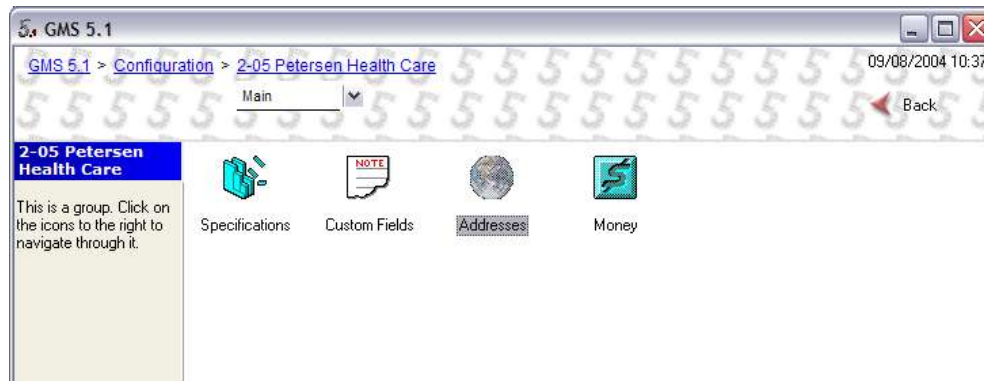 5. GMS 5.1
GMS 5.1 > Configuration > 2-05 Petersen Health Care
09/08/2004 10:37
Main
Back
2-05 Petersen
Health Care
This is a group. Click on
the icons to the right to
navigate through it.
Specifications
NOTE
Custom Fields
Addresses
Money